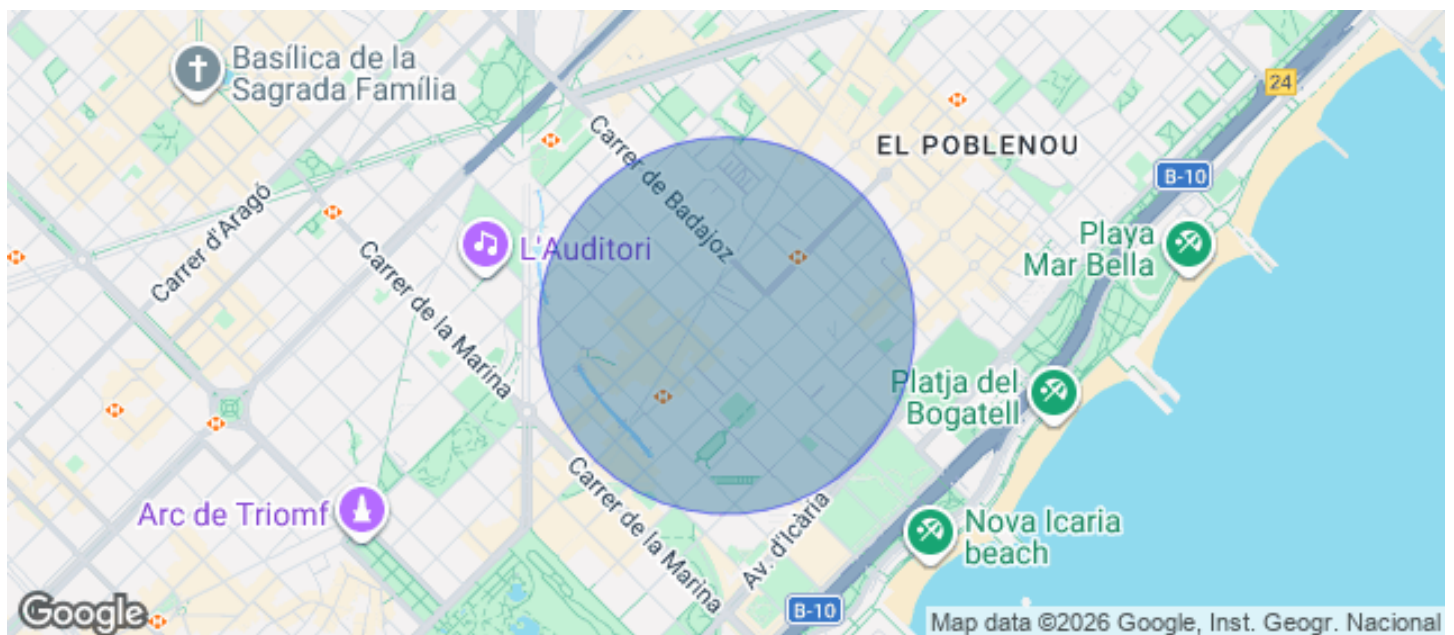 Basílica de la
Sagrada Família
24
Carrer de Badajoz
EL POBLENOU
B-10
Carrer d'Aragó
L'Auditori
Playa
Mar Bella
Carrer de la Marina
Platja del
Bogatell
Arc de Triomf
Carrer de la Marina
Av. d'Icària
Nova Icaria
beach
B-10
Google
Map data ©2026 Google, Inst. Geogr. Nacional